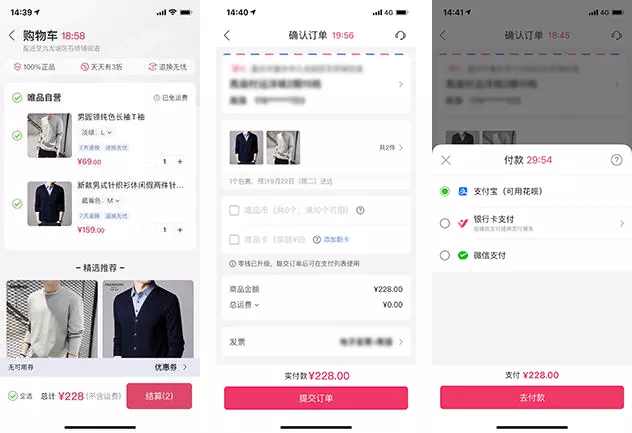 14:39
购物车 18:58
配送至九龙坡区石桥铺街道
100%正品
天天有3折
退换无忧
唯品自营
已免运费
男圆领纯色长袖T袖
淡绿; L
7天退换 退换无忧
¥69.00
1 +
新款男式针织衫休闲假两件针...
藏青色; M
7天退换 退换无忧
¥159.00
1 +
– 精选推荐 –
无可用券
优惠券
全选
总计 ¥228 (不含运费)
结算(2)
14:40
4G
确认订单 19:56
共2件
1个包裹，预计9月22日（周二）送达
唯品币（共0个，满10个可用）
唯品卡（余额¥0）
添加新卡
零钱已升级，提交订单后可在支付列表使用
商品金额
¥228.00
总运费
¥0.00
发票
实付款 ¥228.00
提交订单
14:41
4G
确认订单 18:45
付款 29:54
支付宝（可用花呗）
银行卡支付
支付 ¥228.00
微信支付
去付款